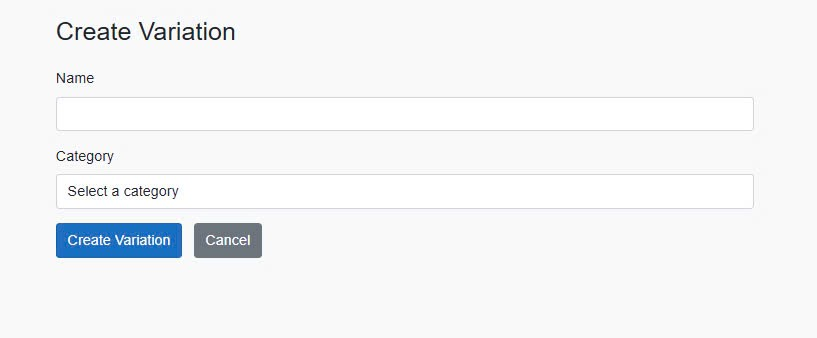 Create Variation
Name
Category
Select a category
Create Variation Cancel